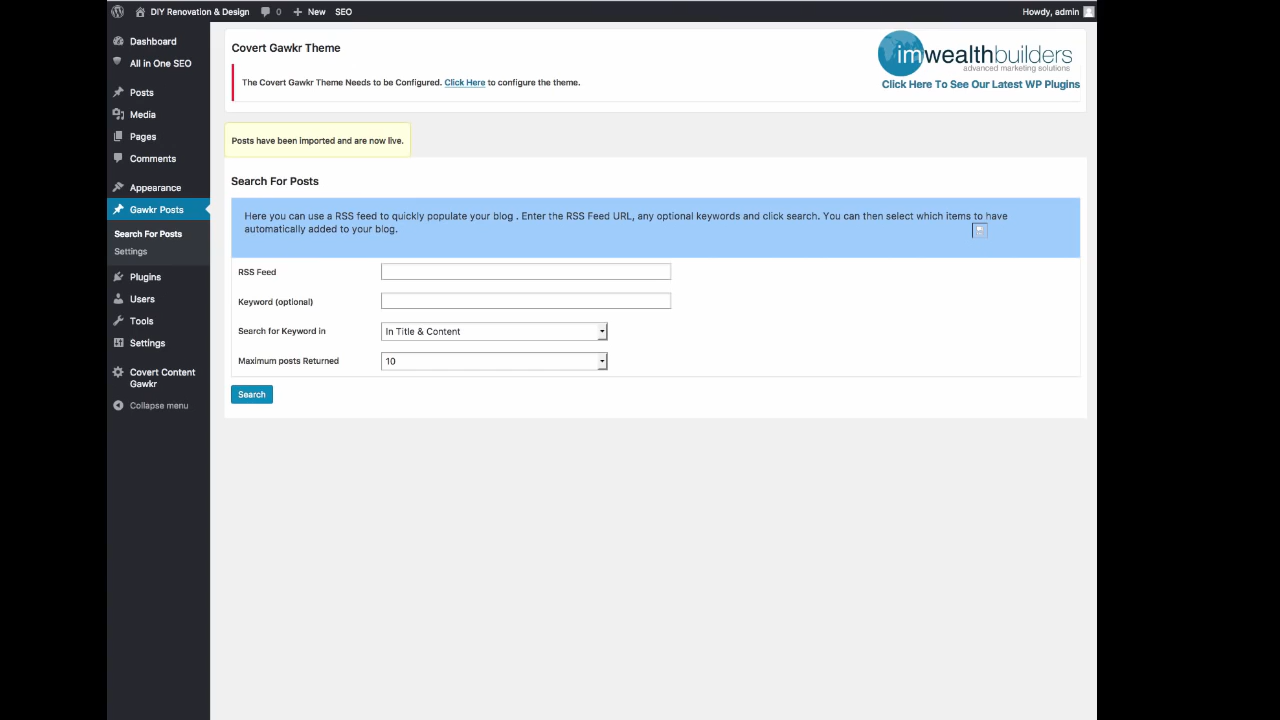 DIY Renovation & Design 0 New SEO Howdy, admin
Dashboard
All in One SEO
Posts
Media
Pages
Comments
Appearance
Gawkr Posts
Search For Posts
Settings
Plugins
Users
Tools
Settings
Covert Content
Gawkr
Collapse menu
Covert Gawkr Theme
The Covert Gawkr Theme Needs to be Configured. Click Here to configure the theme.
imwealthbuilders
advanced marketing solutions
Click Here To See Our Latest WP Plugins
Posts have been imported and are now live.
Search For Posts
Here you can use a RSS feed to quickly populate your blog . Enter the RSS Feed URL, any optional keywords and click search. You can then select which items to have
automatically added to your blog.
RSS Feed
Keyword (optional)
Search for Keyword in In Title & Content
Maximum posts Returned 10
Search